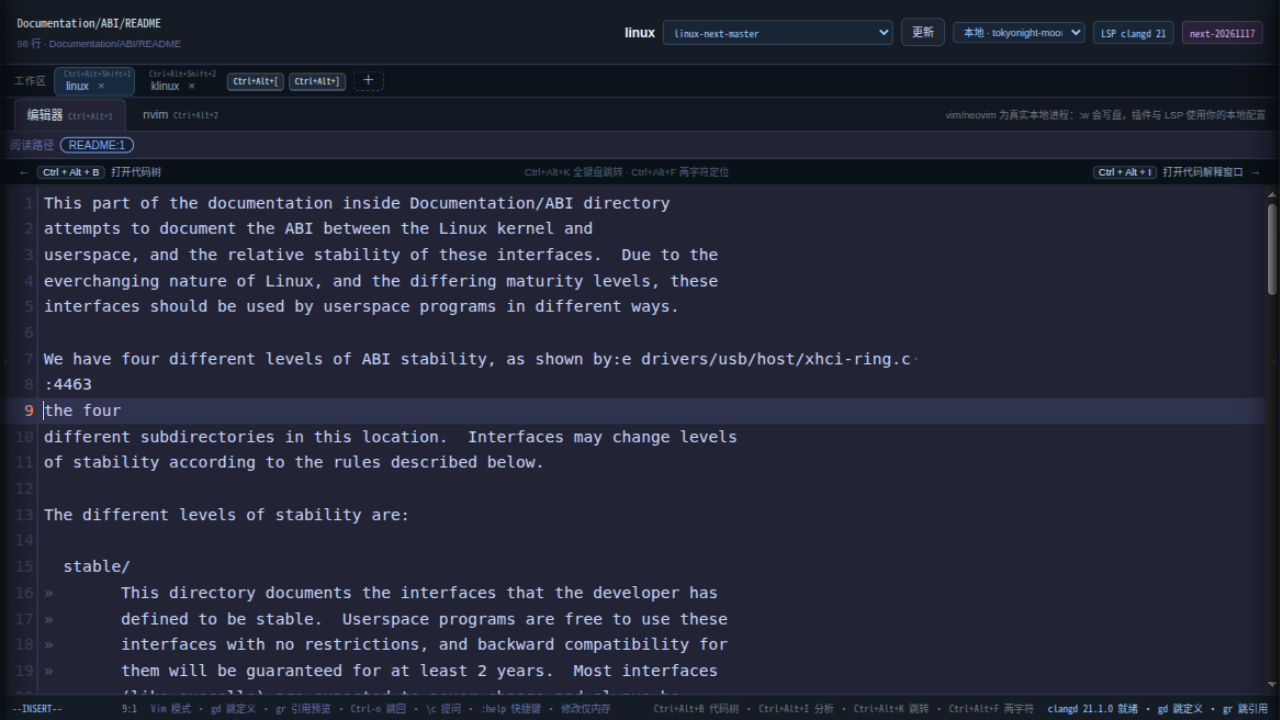 Documentation/ABI/README
98 行 · Documentation/ABI/README
linux
linux-next-master
更新
本地 · tokyonight-moon
LSP clangd 21
next-20261117
工作区
Ctrl+Alt+Shift+1
linux ×
Ctrl+Alt+Shift+2
klinux ×
Ctrl+Alt+[
Ctrl+Alt+]
+
编辑器 Ctrl+Alt+1
nvim Ctrl+Alt+2
vim/neovim 为真实本地进程：:w 会写盘，插件与 LSP 使用你的本地配置
阅读路径 README:1
← Ctrl + Alt + B 打开代码树
Ctrl+Alt+K 全键盘跳转 · Ctrl+Alt+F 两字符定位
Ctrl + Alt + I 打开代码解释窗口 →
1 This part of the documentation inside Documentation/ABI directory
2 attempts to document the ABI between the Linux kernel and
3 userspace, and the relative stability of these interfaces.  Due to the
4 everchanging nature of Linux, and the differing maturity levels, these
5 interfaces should be used by userspace programs in different ways.
6
7 We have four different levels of ABI stability, as shown by:e drivers/usb/host/xhci-ring.c·
8 :4463
9 the four
10 different subdirectories in this location.  Interfaces may change levels
11 of stability according to the rules described below.
12
13 The different levels of stability are:
14
15   stable/
16 »       This directory documents the interfaces that the developer has
17 »       defined to be stable.  Userspace programs are free to use these
18 »       interfaces with no restrictions, and backward compatibility for
19 »       them will be guaranteed for at least 2 years.  Most interfaces
--INSERT-- 9:1 Vim 模式 · gd 跳定义 · gr 引用预览 · Ctrl-o 跳回 · \c 提问 · :help 快捷键 · 修改仅内存
Ctrl+Alt+B 代码树 · Ctrl+Alt+I 分析 · Ctrl+Alt+K 跳转 · Ctrl+Alt+F 两字符
clangd 21.1.0 就绪 · gd 跳定义 · gr 跳引用